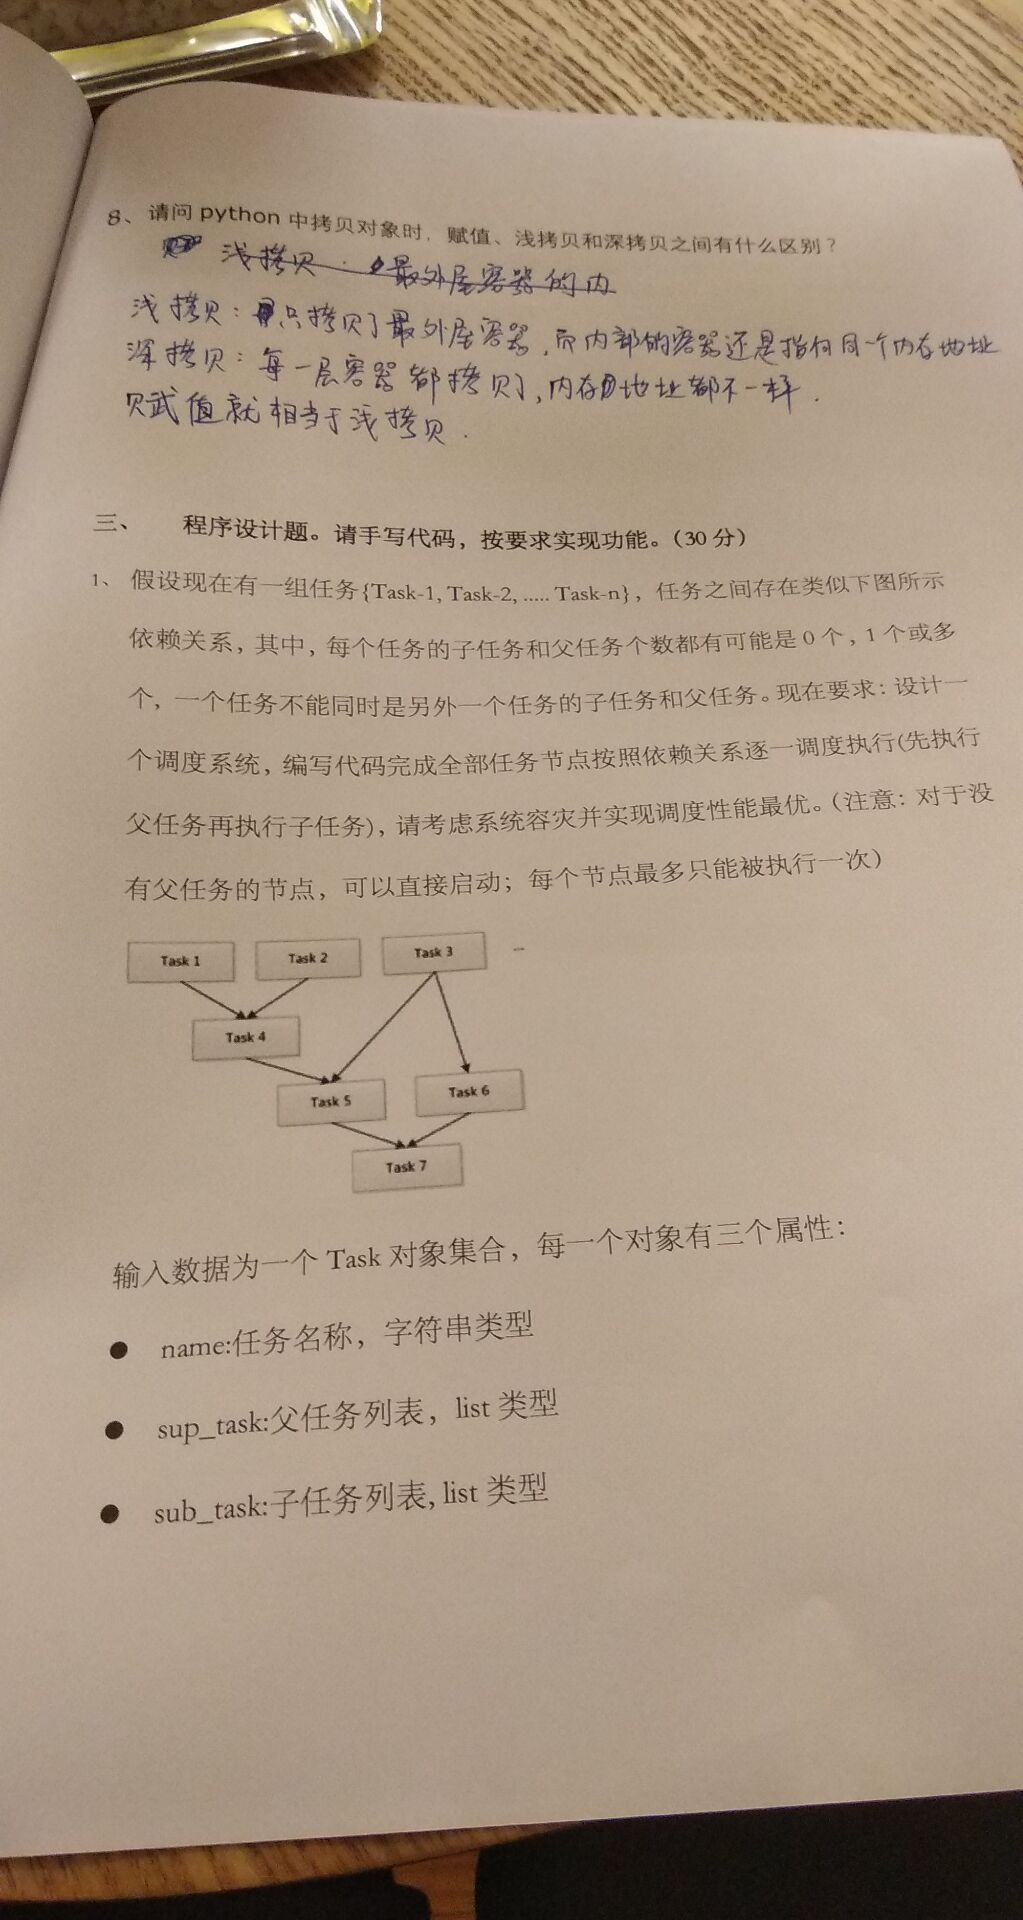 8、请问 python 中拷贝对象时，赋值、浅拷贝和深拷贝之间有什么区别？
浅拷贝：最外层容器的内
浅拷贝：只拷贝了最外层容器，而内部的容器还是指向同一个内存地址
深拷贝：每一层容器都拷贝了，内存地址都不一样．
赋值就相当于浅拷贝．
三、 程序设计题。请手写代码，按要求实现功能。（30 分）
1、 假设现在有一组任务{Task-1, Task-2, ..... Task-n}，任务之间存在类似下图所示
依赖关系，其中，每个任务的子任务和父任务个数都有可能是 0 个，1 个或多
个，一个任务不能同时是另外一个任务的子任务和父任务。现在要求：设计一
个调度系统，编写代码完成全部任务节点按照依赖关系逐一调度执行(先执行
父任务再执行子任务)，请考虑系统容灾并实现调度性能最优。（注意：对于没
有父任务的节点，可以直接启动；每个节点最多只能被执行一次）
Task 1 Task 2 Task 3
Task 4
Task 5 Task 6
Task 7
输入数据为一个 Task 对象集合，每一个对象有三个属性：
● name:任务名称，字符串类型
● sup_task:父任务列表，list 类型
● sub_task:子任务列表, list 类型